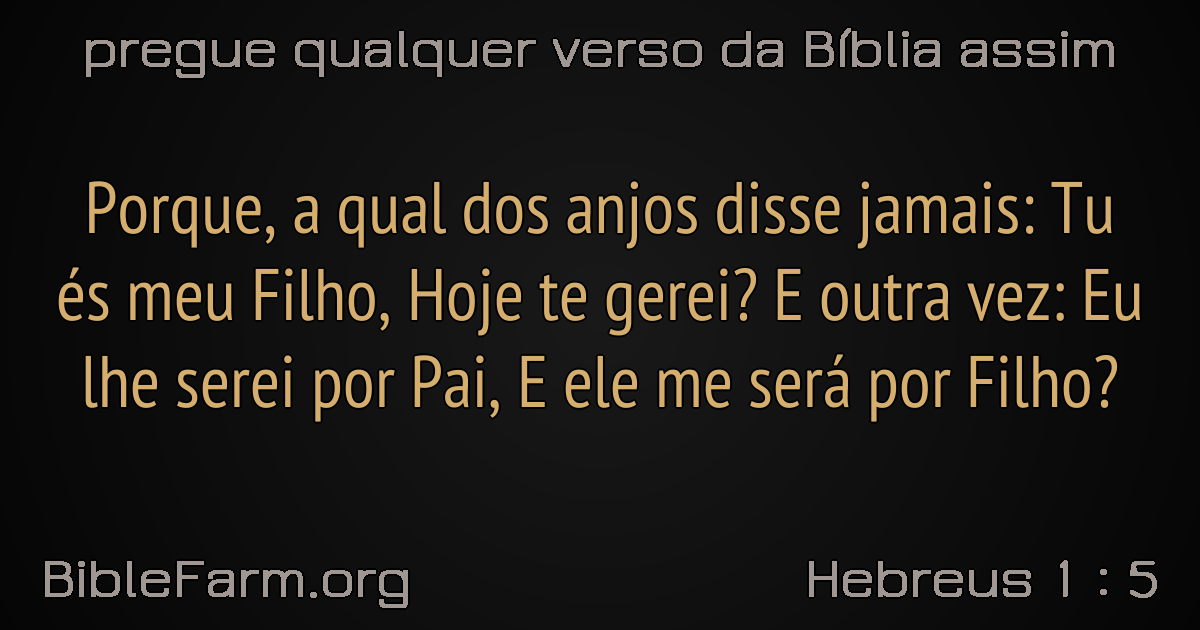 pregue qualquer verso da Bíblia assim
Porque, a qual dos anjos disse jamais: Tu
és meu Filho, Hoje te gerei? E outra vez: Eu
lhe serei por Pai, E ele me será por Filho?
BibleFarm.org
Hebreus 1 : 5